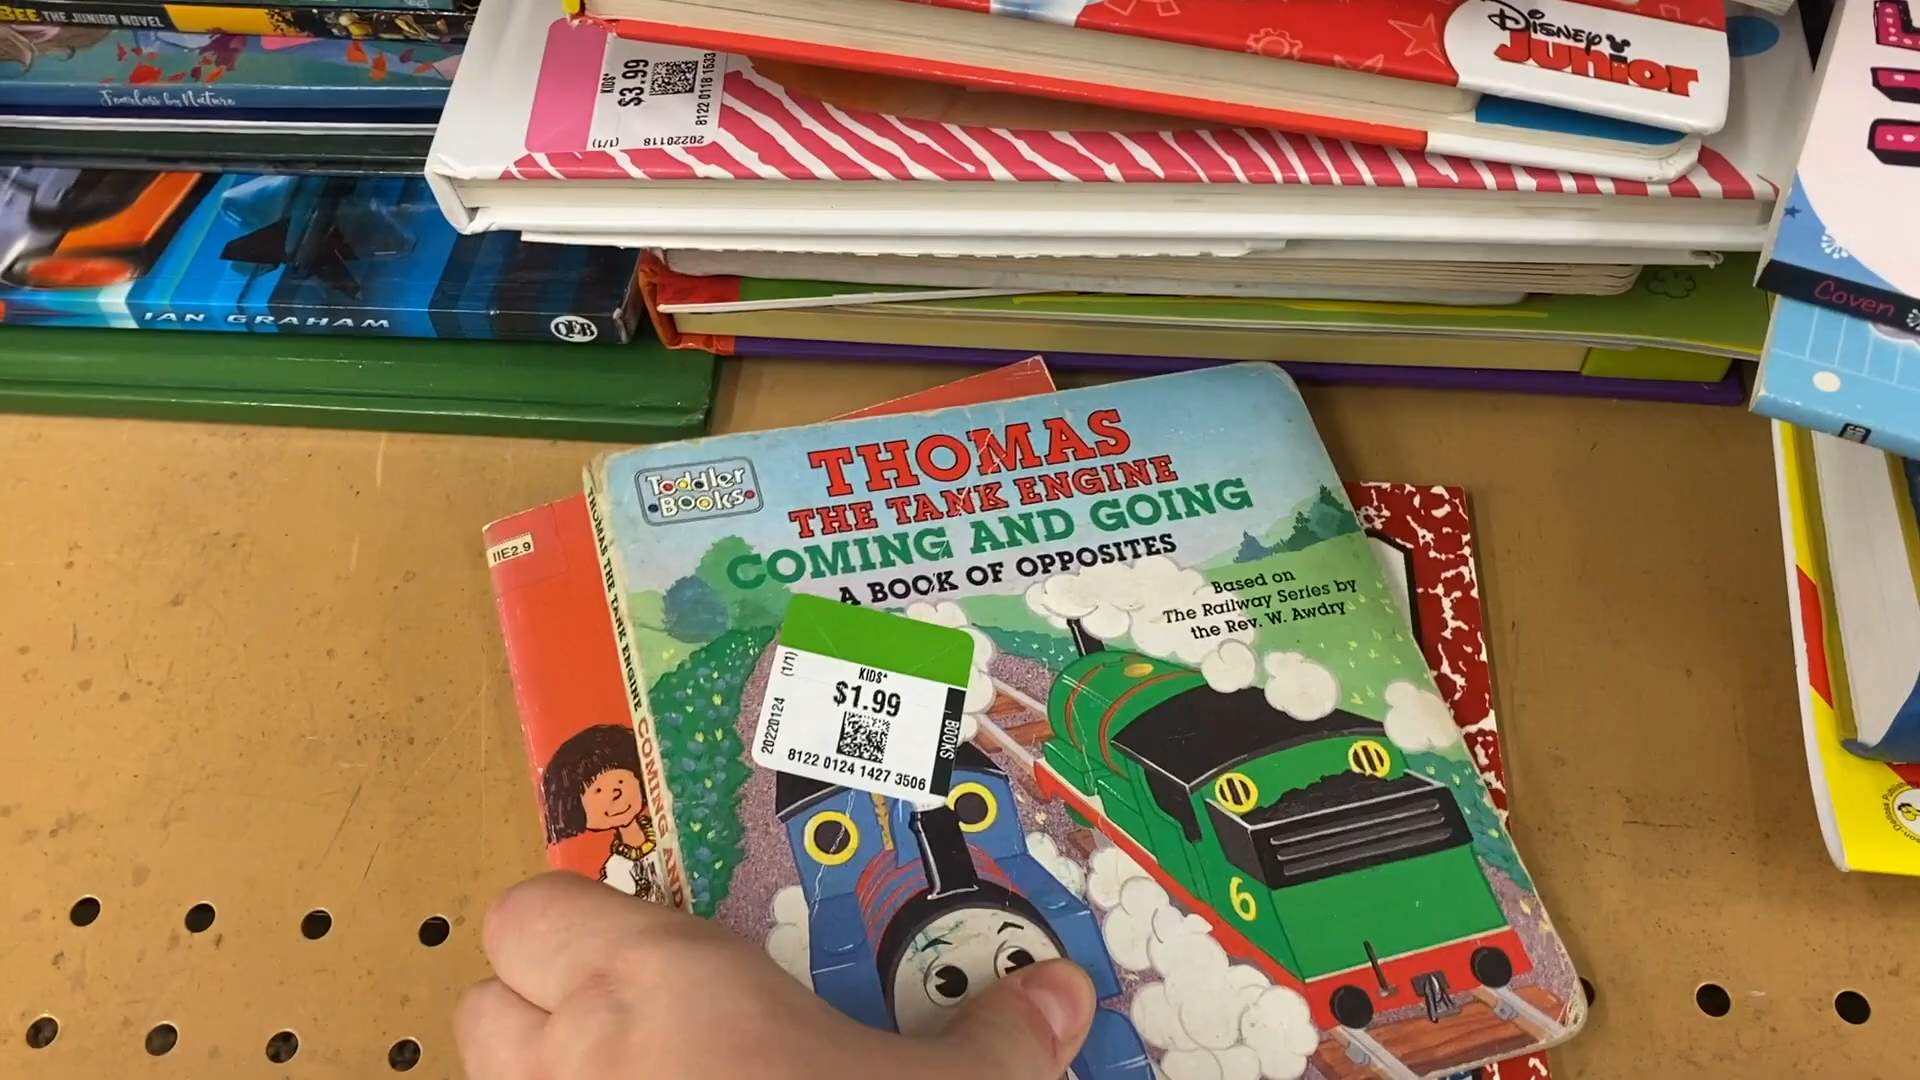 BEE THE JUNIOR NOVEL
Fearless by Nature
IAN GRAHAM
QEB
KIDS*
$3.99
8122 0118 1533
20220118
(1/1)
Disney
Junior
Coven
IIE2.9
Toddler
Books
THOMAS
THE TANK ENGINE
COMING AND GOING
A BOOK OF OPPOSITES
Based on
The Railway Series by
the Rev. W. Awdry
THOMAS THE TANK ENGINE COMING AND
(1/1)
KIDS*
$1.99
20220124
BOOKS
8122 0124 1427 3506
6